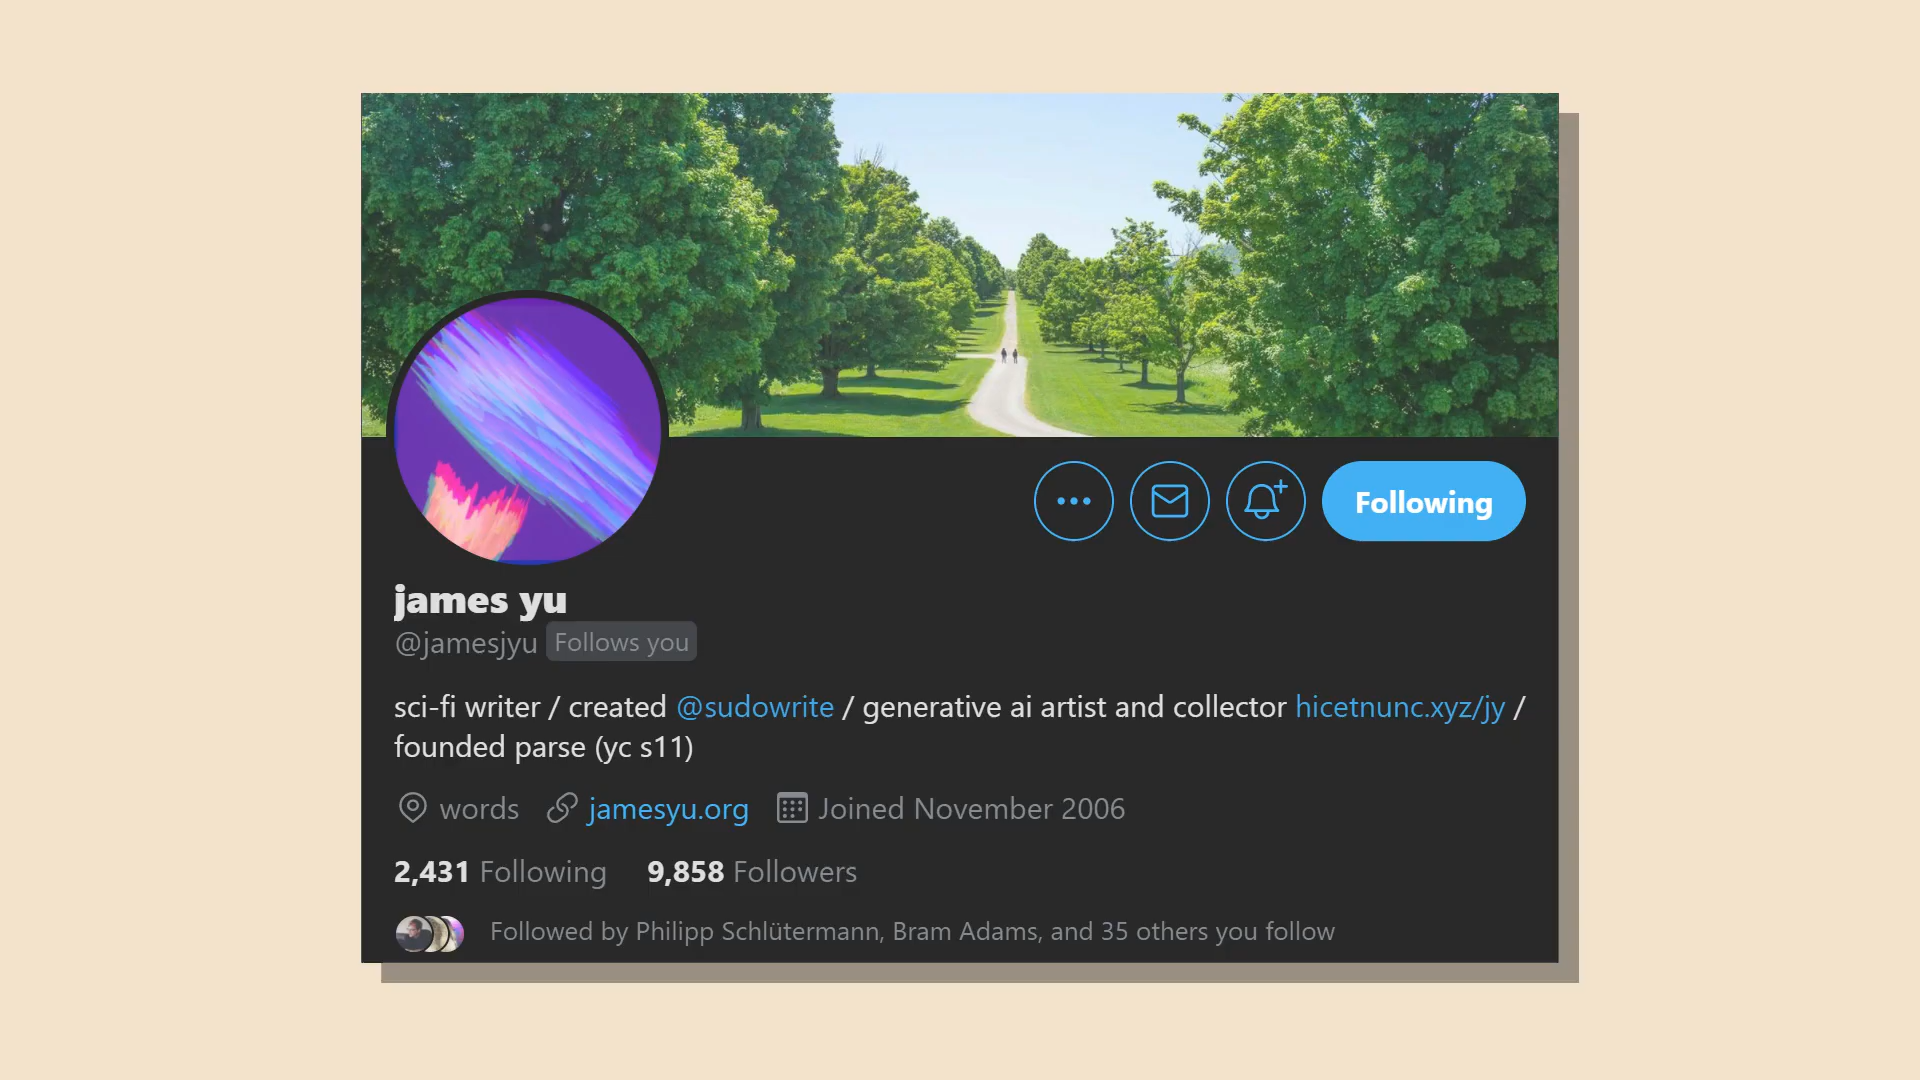 Following
james yu
@jamesjyu Follows you
sci-fi writer / created @sudowrite / generative ai artist and collector hicetnunc.xyz/jy /
founded parse (yc s11)
words jamesyu.org Joined November 2006
2,431 Following 9,858 Followers
Followed by Philipp Schlütermann, Bram Adams, and 35 others you follow